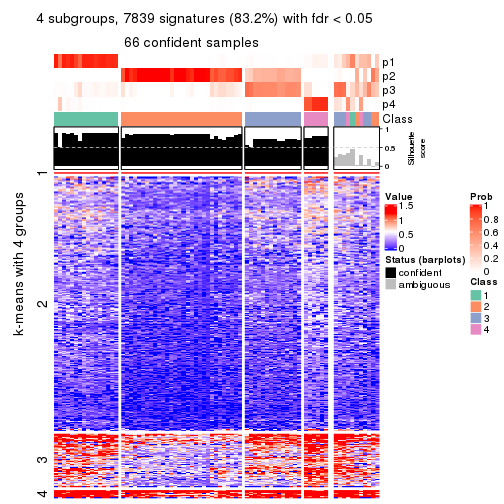 4 subgroups, 7839 signatures (83.2%) with fdr < 0.05
66 confident samples
p1
p2
p3
p4
Class
1
0.5
0
Silhouette
score
k-means with 4 groups
1
2
3
4
Value
1.5
1
0.5
0
Status (barplots)
confident
ambiguous
Prob
1
0.8
0.6
0.4
0.2
0
Class
1
2
3
4